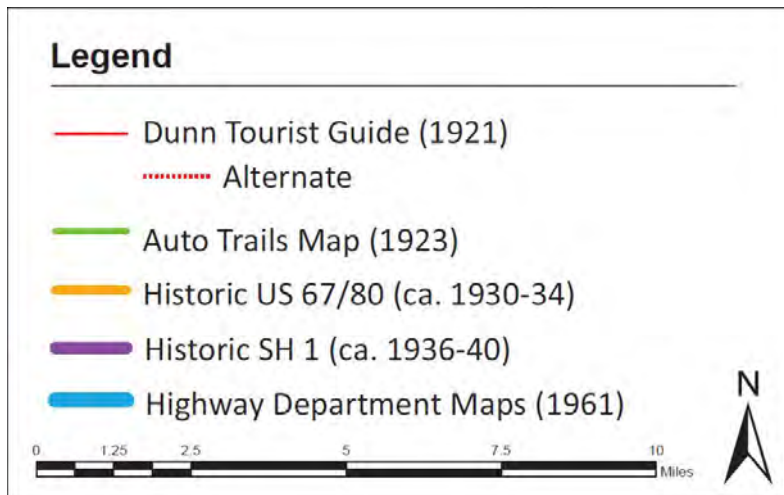 Legend
Dunn Tourist Guide (1921)
Alternate
Auto Trails Map (1923)
Historic US 67/80 (ca. 1930-34)
Historic SH 1 (ca. 1936-40)
Highway Department Maps (1961)
N
0 1.25 2.5 5 7.5 10
Miles